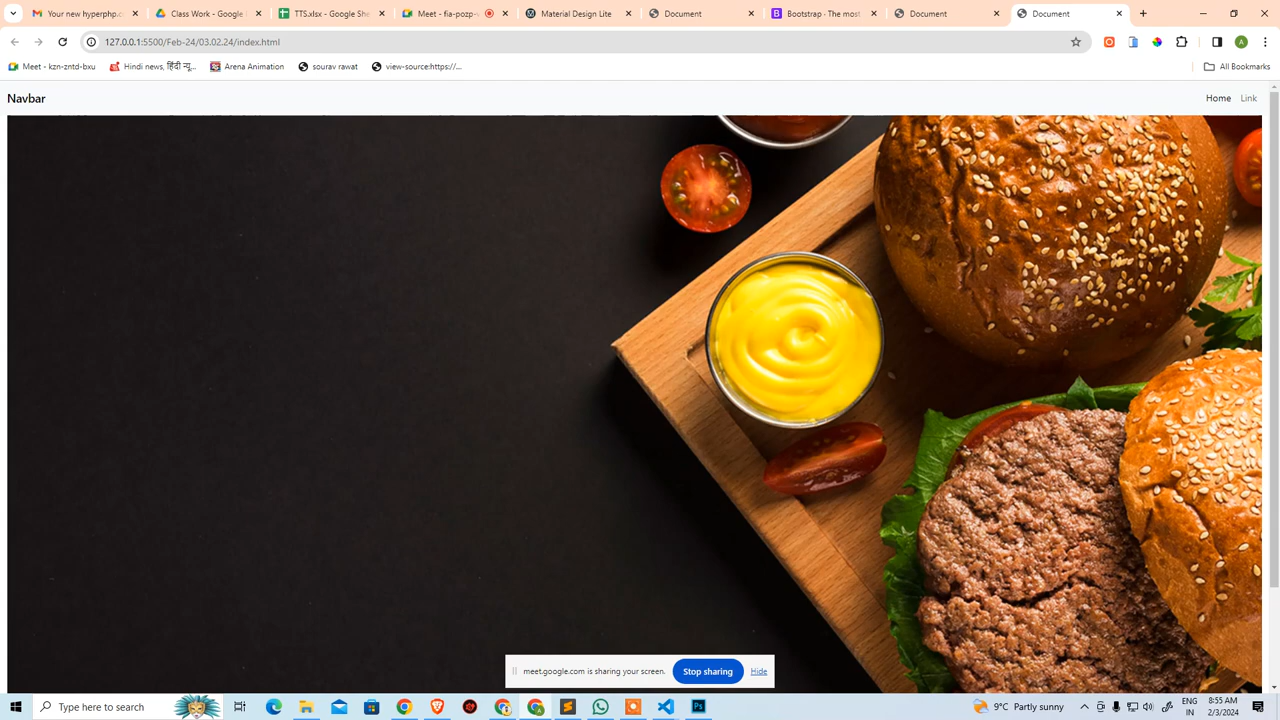 Your new hyperphp.c
Class Work - Google
TTS.xlsx - Google She
Meet - fia-pozp-v
Material Design Lite
Document
Bootstrap · The most
Document
Document
127.0.0.1:5500/Feb-24/03.02.24/index.html
A
Meet - kzn-zntd-bxu
Hindi news, हिंदी न्यू...
Arena Animation
sourav rawat
view-source:https://...
All Bookmarks
Navbar
Home
Link
meet.google.com is sharing your screen.
Stop sharing
Hide
Type here to search
9°C Partly sunny
ENG
IN
8:55 AM
2/3/2024